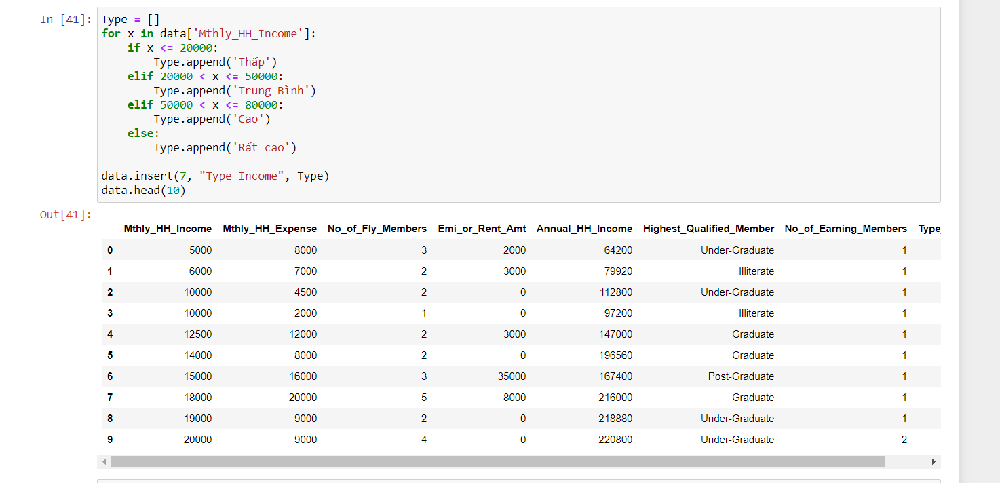 In [41]:
Type = []
for x in data['Mthly_HH_Income']:
    if x <= 20000:
        Type.append('Thấp')
    elif 20000 < x <= 50000:
        Type.append('Trung Bình')
    elif 50000 < x <= 80000:
        Type.append('Cao')
    else:
        Type.append('Rất cao')
data.insert(7, "Type_Income", Type)
data.head(10)
Out[41]:
Mthly_HH_Income Mthly_HH_Expense No_of_Fly_Members Emi_or_Rent_Amt Annual_HH_Income Highest_Qualified_Member No_of_Earning_Members Type_
0 5000 8000 3 2000 64200 Under-Graduate 1
1 6000 7000 2 3000 79920 Illiterate 1
2 10000 4500 2 0 112800 Under-Graduate 1
3 10000 2000 1 0 97200 Illiterate 1
4 12500 12000 2 3000 147000 Graduate 1
5 14000 8000 2 0 196560 Graduate 1
6 15000 16000 3 35000 167400 Post-Graduate 1
7 18000 20000 5 8000 216000 Graduate 1
8 19000 9000 2 0 218880 Under-Graduate 1
9 20000 9000 4 0 220800 Under-Graduate 2